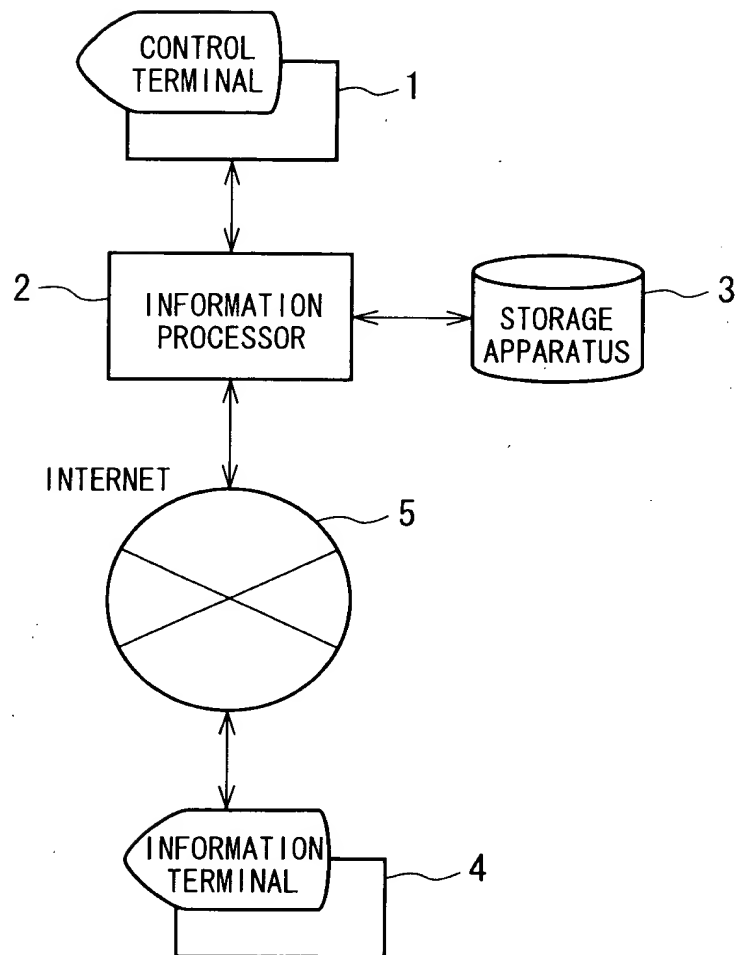 CONTROL
TERMINAL
1
2
INFORMATION
PROCESSOR
STORAGE
APPARATUS
3
INTERNET
5
INFORMATION
TERMINAL
4